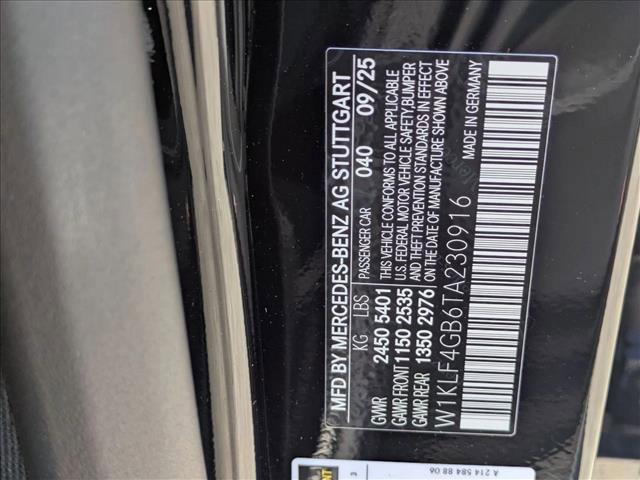 MFD BY MERCEDES-BENZ AG STUTTGART
KG LBS PASSENGER CAR 040 09/25
GVWR 2450 5401 THIS VEHICLE CONFORMS TO ALL APPLICABLE
GAWR FRONT 1150 2535 U.S. FEDERAL MOTOR VEHICLE SAFETY,BUMPER
GAWR REAR 1350 2976 AND THEFT PREVENTION STANDARDS IN EFFECT
ON THE DATE OF MANUFACTURE SHOWN ABOVE
W1KLF4GB6TA230916 MADE IN GERMANY
A 214 584 88 06
3